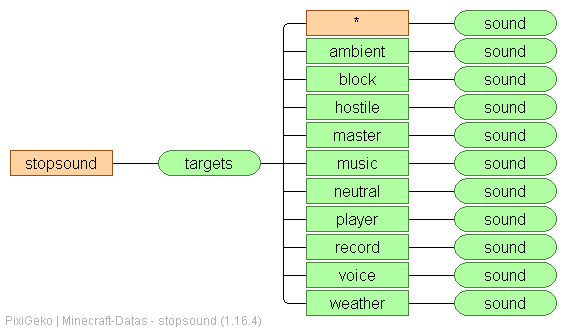 * sound
ambient sound
block sound
hostile sound
master sound
stopsound targets music sound
neutral sound
player sound
record sound
voice sound
weather sound
PixiGeko | Minecraft-Datas - stopsound (1.16.4)